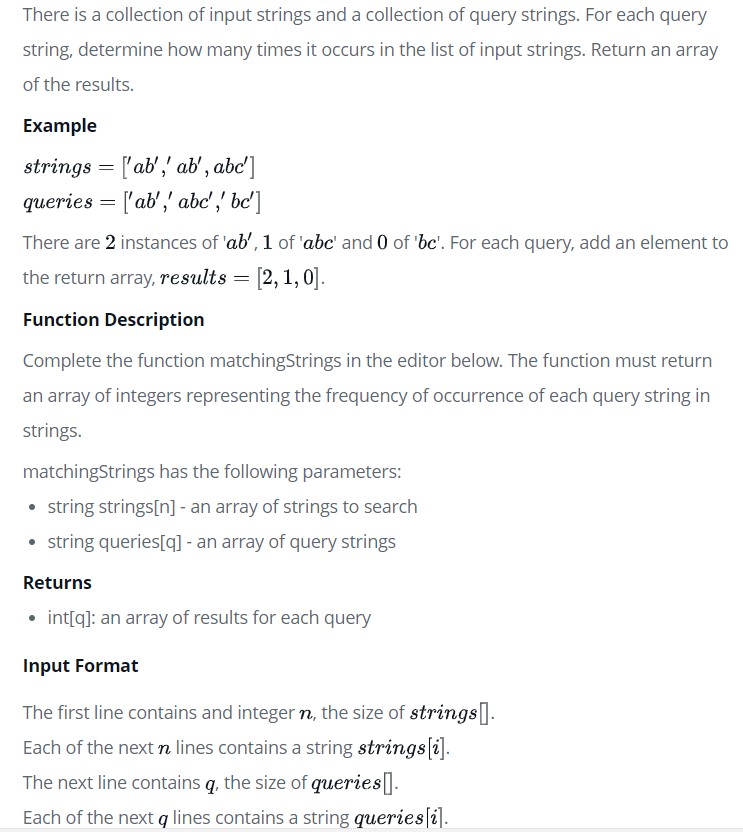 There is a collection of input strings and a collection of query strings. For each query
string, determine how many times it occurs in the list of input strings. Return an array
of the results.
Example
strings = ['ab',' ab', abc']
queries = ['ab',' abc',' bc']
There are 2 instances of 'ab', 1 of 'abc' and 0 of 'bc'. For each query, add an element to
the return array, results = [2, 1, 0].
Function Description
Complete the function matchingStrings in the editor below. The function must return
an array of integers representing the frequency of occurrence of each query string in
strings.
matchingStrings has the following parameters:
• string strings[n] - an array of strings to search
• string queries[q] - an array of query strings
Returns
• int[q]: an array of results for each query
Input Format
The first line contains and integer n, the size of strings[].
Each of the next n lines contains a string strings[i].
The next line contains q, the size of queries[].
Each of the next q lines contains a string queries[i].